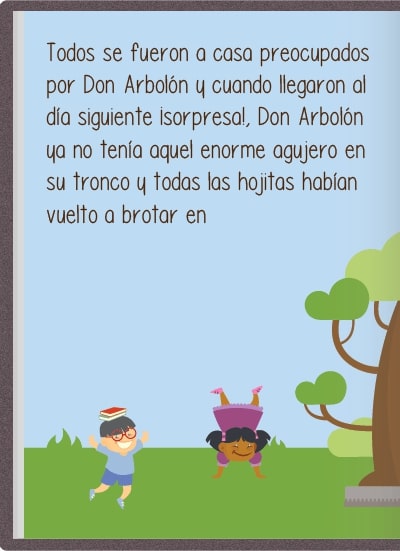 Todos se fueron a casa preocupados
por Don Arbolón y cuando llegaron al
día siguiente ¡sorpresa!, Don Arbolón
ya no tenía aquel enorme agujero en
su tronco y todas las hojitas habían
vuelto a brotar en